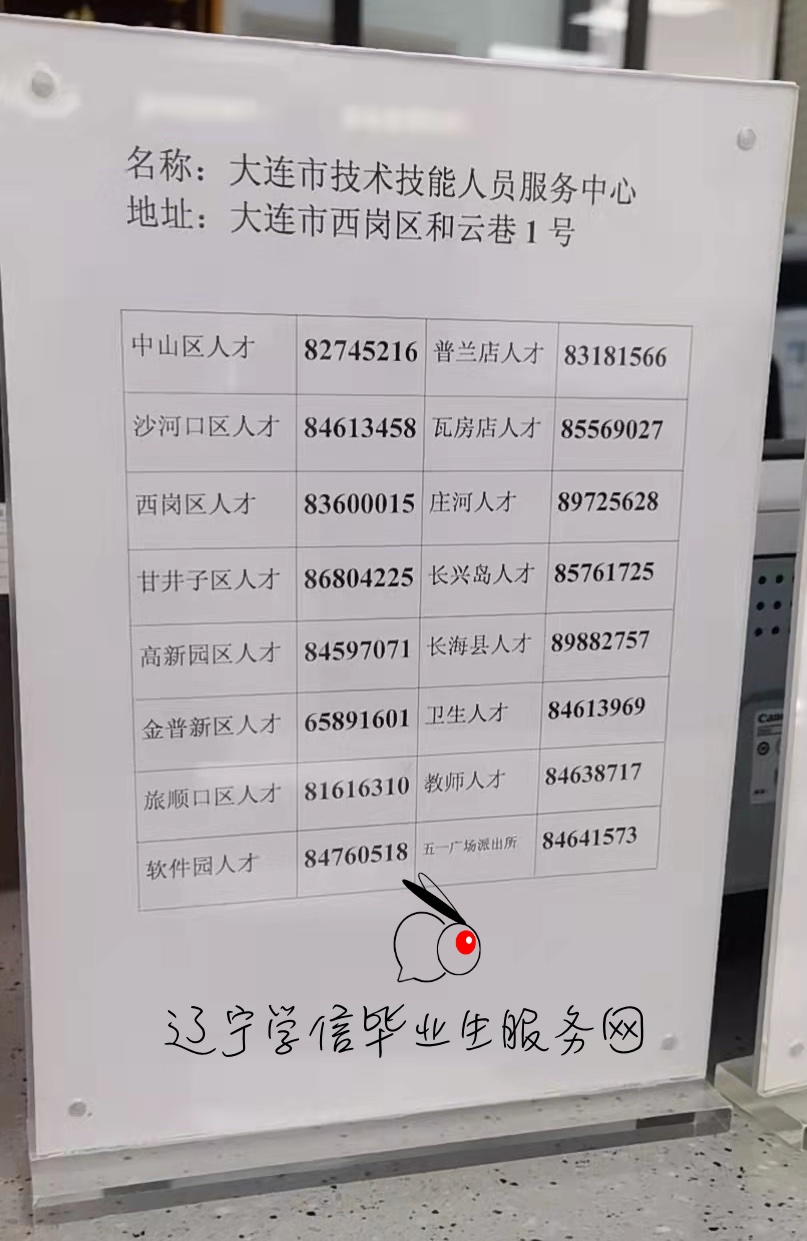 名称：大连市技术技能人员服务中心
地址：大连市西岗区和云巷1号
中山区人才 82745216 普兰店人才 83181566
沙河口区人才 84613458 瓦房店人才 85569027
西岗区人才 83600015 庄河人才 89725628
甘井子区人才 86804225 长兴岛人才 85761725
高新园区人才 84597071 长海县人才 89882757
金普新区人才 65891601 卫生人才 84613969
旅顺口区人才 81616310 教师人才 84638717
软件园人才 84760518 五一广场派出所 84641573
辽宁学信毕业生服务网